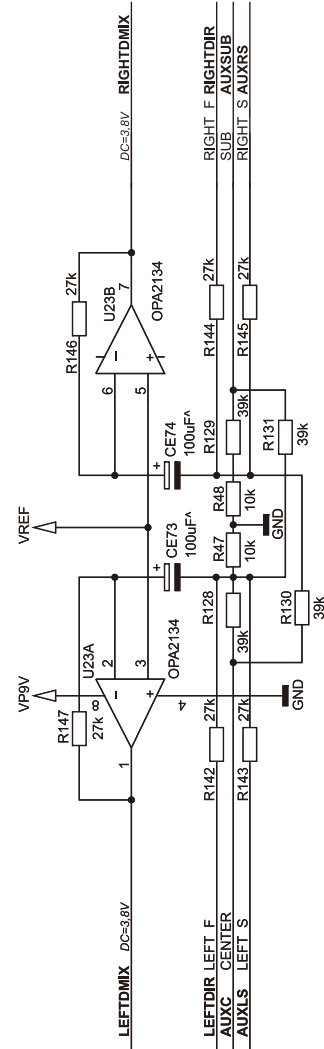 RIGHTDMIX
DC=3,8V
RIGHT F RIGHTDIR
SUB AUXSUB
RIGHT S AUXRS
R146
27k
U23B
OPA2134
7
6
5
R144
27k
R145
27k
CE74
100uF^
R129
39k
R131
39k
VREF
R48
10k
GND
R47
10k
CE73
100uF^
R128
39k
R130
39k
VP9V
U23A
OPA2134
2
3
8
4
1
R147
27k
GND
R142
27k
R143
27k
LEFTDMIX
DC=3,8V
LEFTDIR LEFT F
AUXC CENTER
AUXLS LEFT S